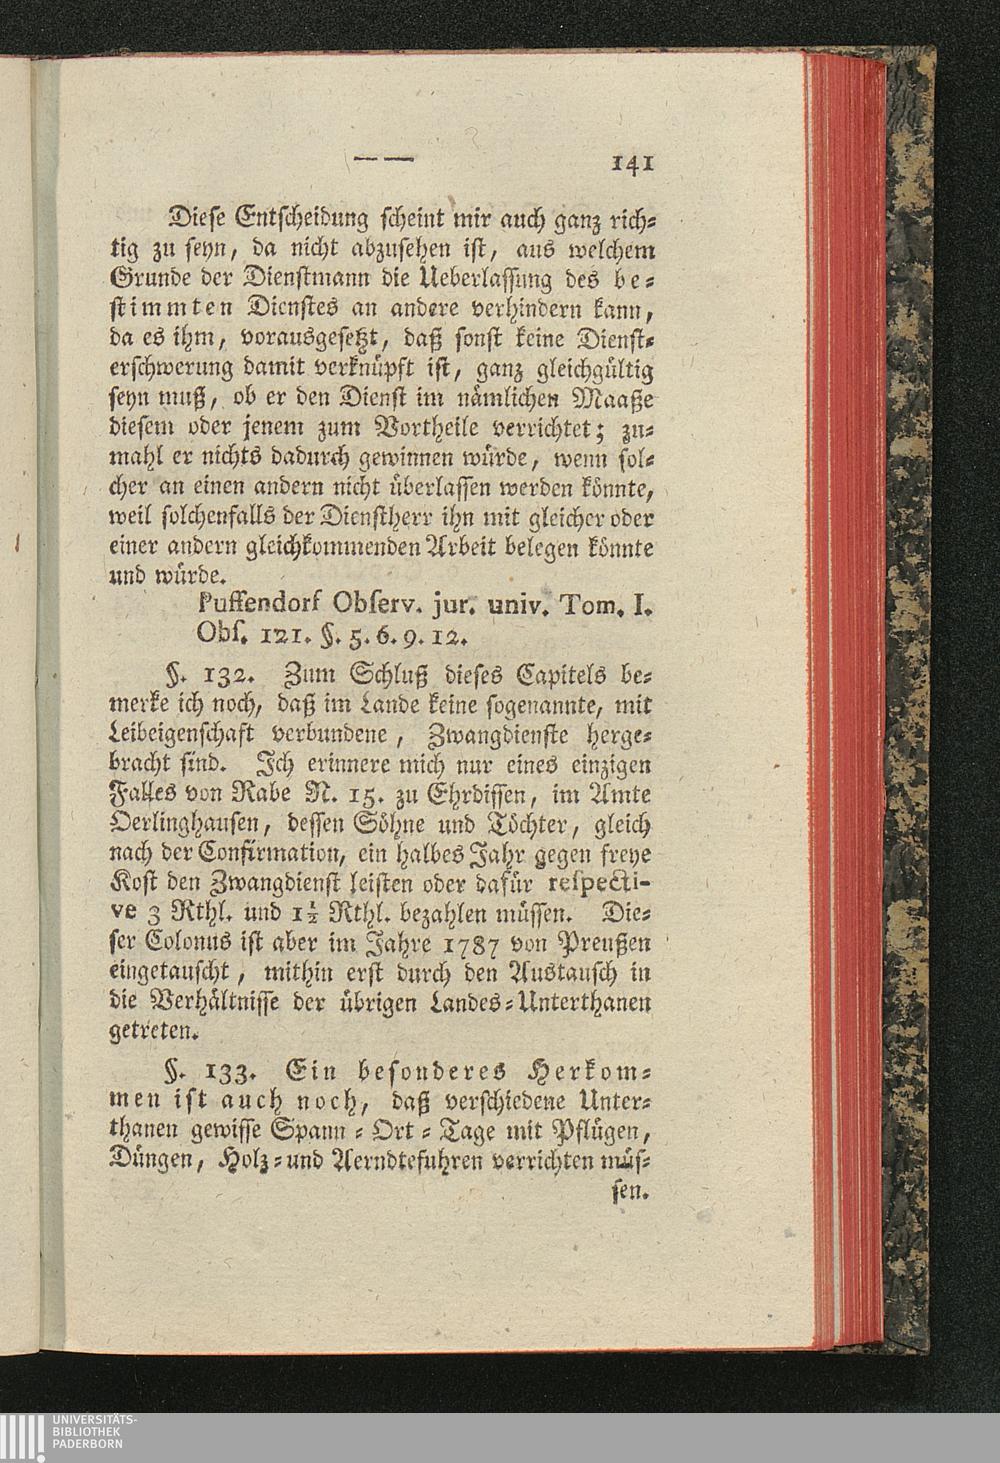 — — 141
Diese Entscheidung scheint mir auch ganz rich-
tig zu seyn, da nicht abzusehen ist, aus welchem
Grunde der Dienstmann die Ueberlassung des be-
stimmten Dienstes an andere verhindern kann,
da es ihm, vorausgesetzt, daß sonst keine Dienst-
erschwerung damit verknüpft ist, ganz gleichgültig
seyn muß, ob er den Dienst im nämlichen Maaße
diesem oder jenem zum Vortheile verrichtet; zu-
mahl er nichts dadurch gewinnen würde, wenn sol-
cher an einen andern nicht überlassen werden könnte,
weil solchenfalls der Dienstherr ihn mit gleicher oder
einer andern gleichkommenden Arbeit belegen könnte
und würde.
Puffendorf Observ. jur. univ. Tom. I.
Obs. 121. §. 5. 6. 9. 12.
§. 132. Zum Schluß dieses Capitels be-
merke ich noch, daß im Lande keine sogenannte, mit
Leibeigenschaft verbundene, Zwangdienste herge-
bracht sind. Ich erinnere mich nur eines einzigen
Falles von Rabe N. 15. zu Ehrdissen, im Amte
Oerlinghausen, dessen Söhne und Töchter, gleich
nach der Confirmation, ein halbes Jahr gegen freye
Kost den Zwangdienst leisten oder dafür respecti-
ve 3 Rthl. und 1½ Rthl. bezahlen müssen. Die-
ser Colonus ist aber im Jahre 1787 von Preußen
eingetauscht, mithin erst durch den Austausch in
die Verhältnisse der übrigen Landes-Unterthanen
getreten.
§. 133. Ein besonderes Herkom-
men ist auch noch, daß verschiedene Unter-
thanen gewisse Spann-Ort-Tage mit Pflügen,
Düngen, Holz-und Aerndtefuhren verrichten müs-
sen.
UNIVERSITÄTS-
BIBLIOTHEK
PADERBORN